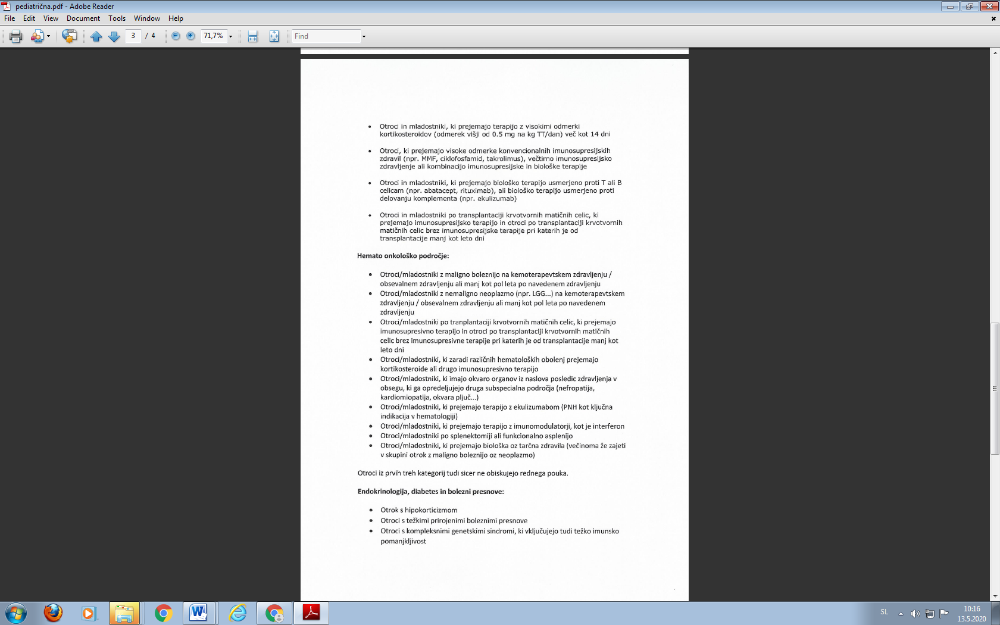 pediatrična.pdf - Adobe Reader
File Edit View Document Tools Window Help
3 / 4 71,7% Find
• Otroci in mladostniki, ki prejemajo terapijo z visokimi odmerki
kortikosteroidov (odmerek višji od 0.5 mg na kg TT/dan) več kot 14 dni
• Otroci, ki prejemajo visoke odmerke konvencionalnih imunosupresijskih
zdravil (npr. MMF, ciklofosfamid, takrolimus), večtirno imunosupresijsko
zdravljenje ali kombinacijo imunosupresijske in biološke terapije
• Otroci in mladostniki, ki prejemajo biološko terapijo usmerjeno proti T ali B
celicam (npr. abatacept, rituximab), ali biološko terapijo usmerjeno proti
delovanju komplementa (npr. ekulizumab)
• Otroci in mladostniki po transplantaciji krvotvornih matičnih celic, ki
prejemajo imunosupresijsko terapijo in otroci po transplantaciji krvotvornih
matičnih celic brez imunosupresijske terapije pri katerih je od
transplantacije manj kot leto dni
Hemato onkološko področje:
• Otroci/mladostniki z maligno boleznijo na kemoterapevtskem zdravljenju /
obsevalnem zdravljenju ali manj kot pol leta po navedenem zdravljenju
• Otroci/mladostniki z nemaligno neoplazmo (npr. LGG...) na kemoterapevtskem
zdravljenju / obsevalnem zdravljenju ali manj kot pol leta po navedenem
zdravljenju
• Otroci/mladostniki po tranplantaciji krvotvornih matičnih celic, ki prejemajo
imunosupresivno terapijo in otroci po transplantaciji krvotvornih matičnih
celic brez imunosupresivne terapije pri katerih je od transplantacije manj kot
leto dni
• Otroci/mladostniki, ki zaradi različnih hematoloških obolenj prejemajo
kortikosteroide ali drugo imunosupresivno terapijo
• Otroci/mladostniki, ki imajo okvaro organov iz naslova posledic zdravljenja v
obsegu, ki ga opredeljujejo druga subspecialna področja (nefropatija,
kardiomiopatija, okvara pljuč...)
• Otroci/mladostniki, ki prejemajo terapijo z ekulizumabom (PNH kot ključna
indikacija v hematologiji)
• Otroci/mladostniki, ki prejemajo terapijo z imunomodulatorji, kot je interferon
• Otroci/mladostniki po splenektomiji ali funkcionalno asplenijo
• Otroci/mladostniki, ki prejemajo biološka oz tarčna zdravila (večinoma že zajeti
v skupini otrok z maligno boleznijo oz neoplazmo)
Otroci iz prvih treh kategorij tudi sicer ne obiskujejo rednega pouka.
Endokrinologija, diabetes in bolezni presnove:
• Otrok s hipokorticizmom
• Otroci s težkimi prirojenimi boleznimi presnove
• Otroci s kompleksnimi genetskimi sindromi, ki vključujejo tudi težko imunsko
pomanjkljivost
SL 10:16
13.5.2020